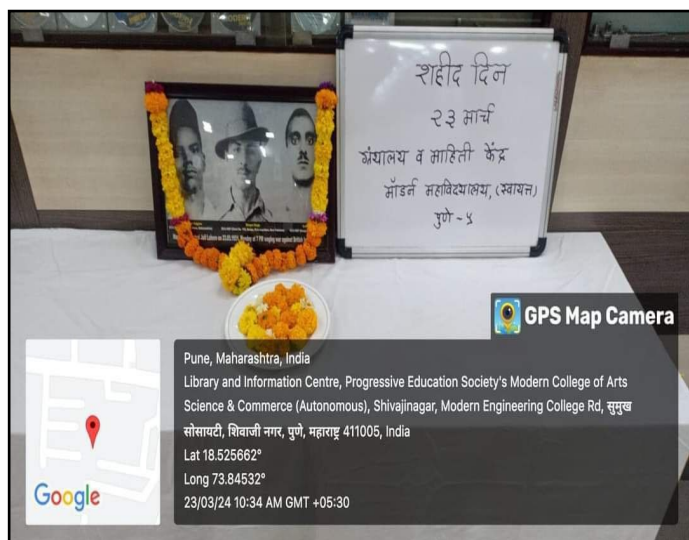 शहीद दिन
२३ मार्च
ग्रंथालय व माहिती केंद्र
मॉडर्न महाविद्यालय, (स्वायत्त)
पुणे - ५
GPS Map Camera
Pune, Maharashtra, India
Library and Information Centre, Progressive Education Society's Modern College of Arts
Science & Commerce (Autonomous), Shivajinagar, Modern Engineering College Rd, सुमुख
सोसायटी, शिवाजी नगर, पुणे, महाराष्ट्र 411005, India
Lat 18.525662°
Long 73.84532°
23/03/24 10:34 AM GMT +05:30
Google